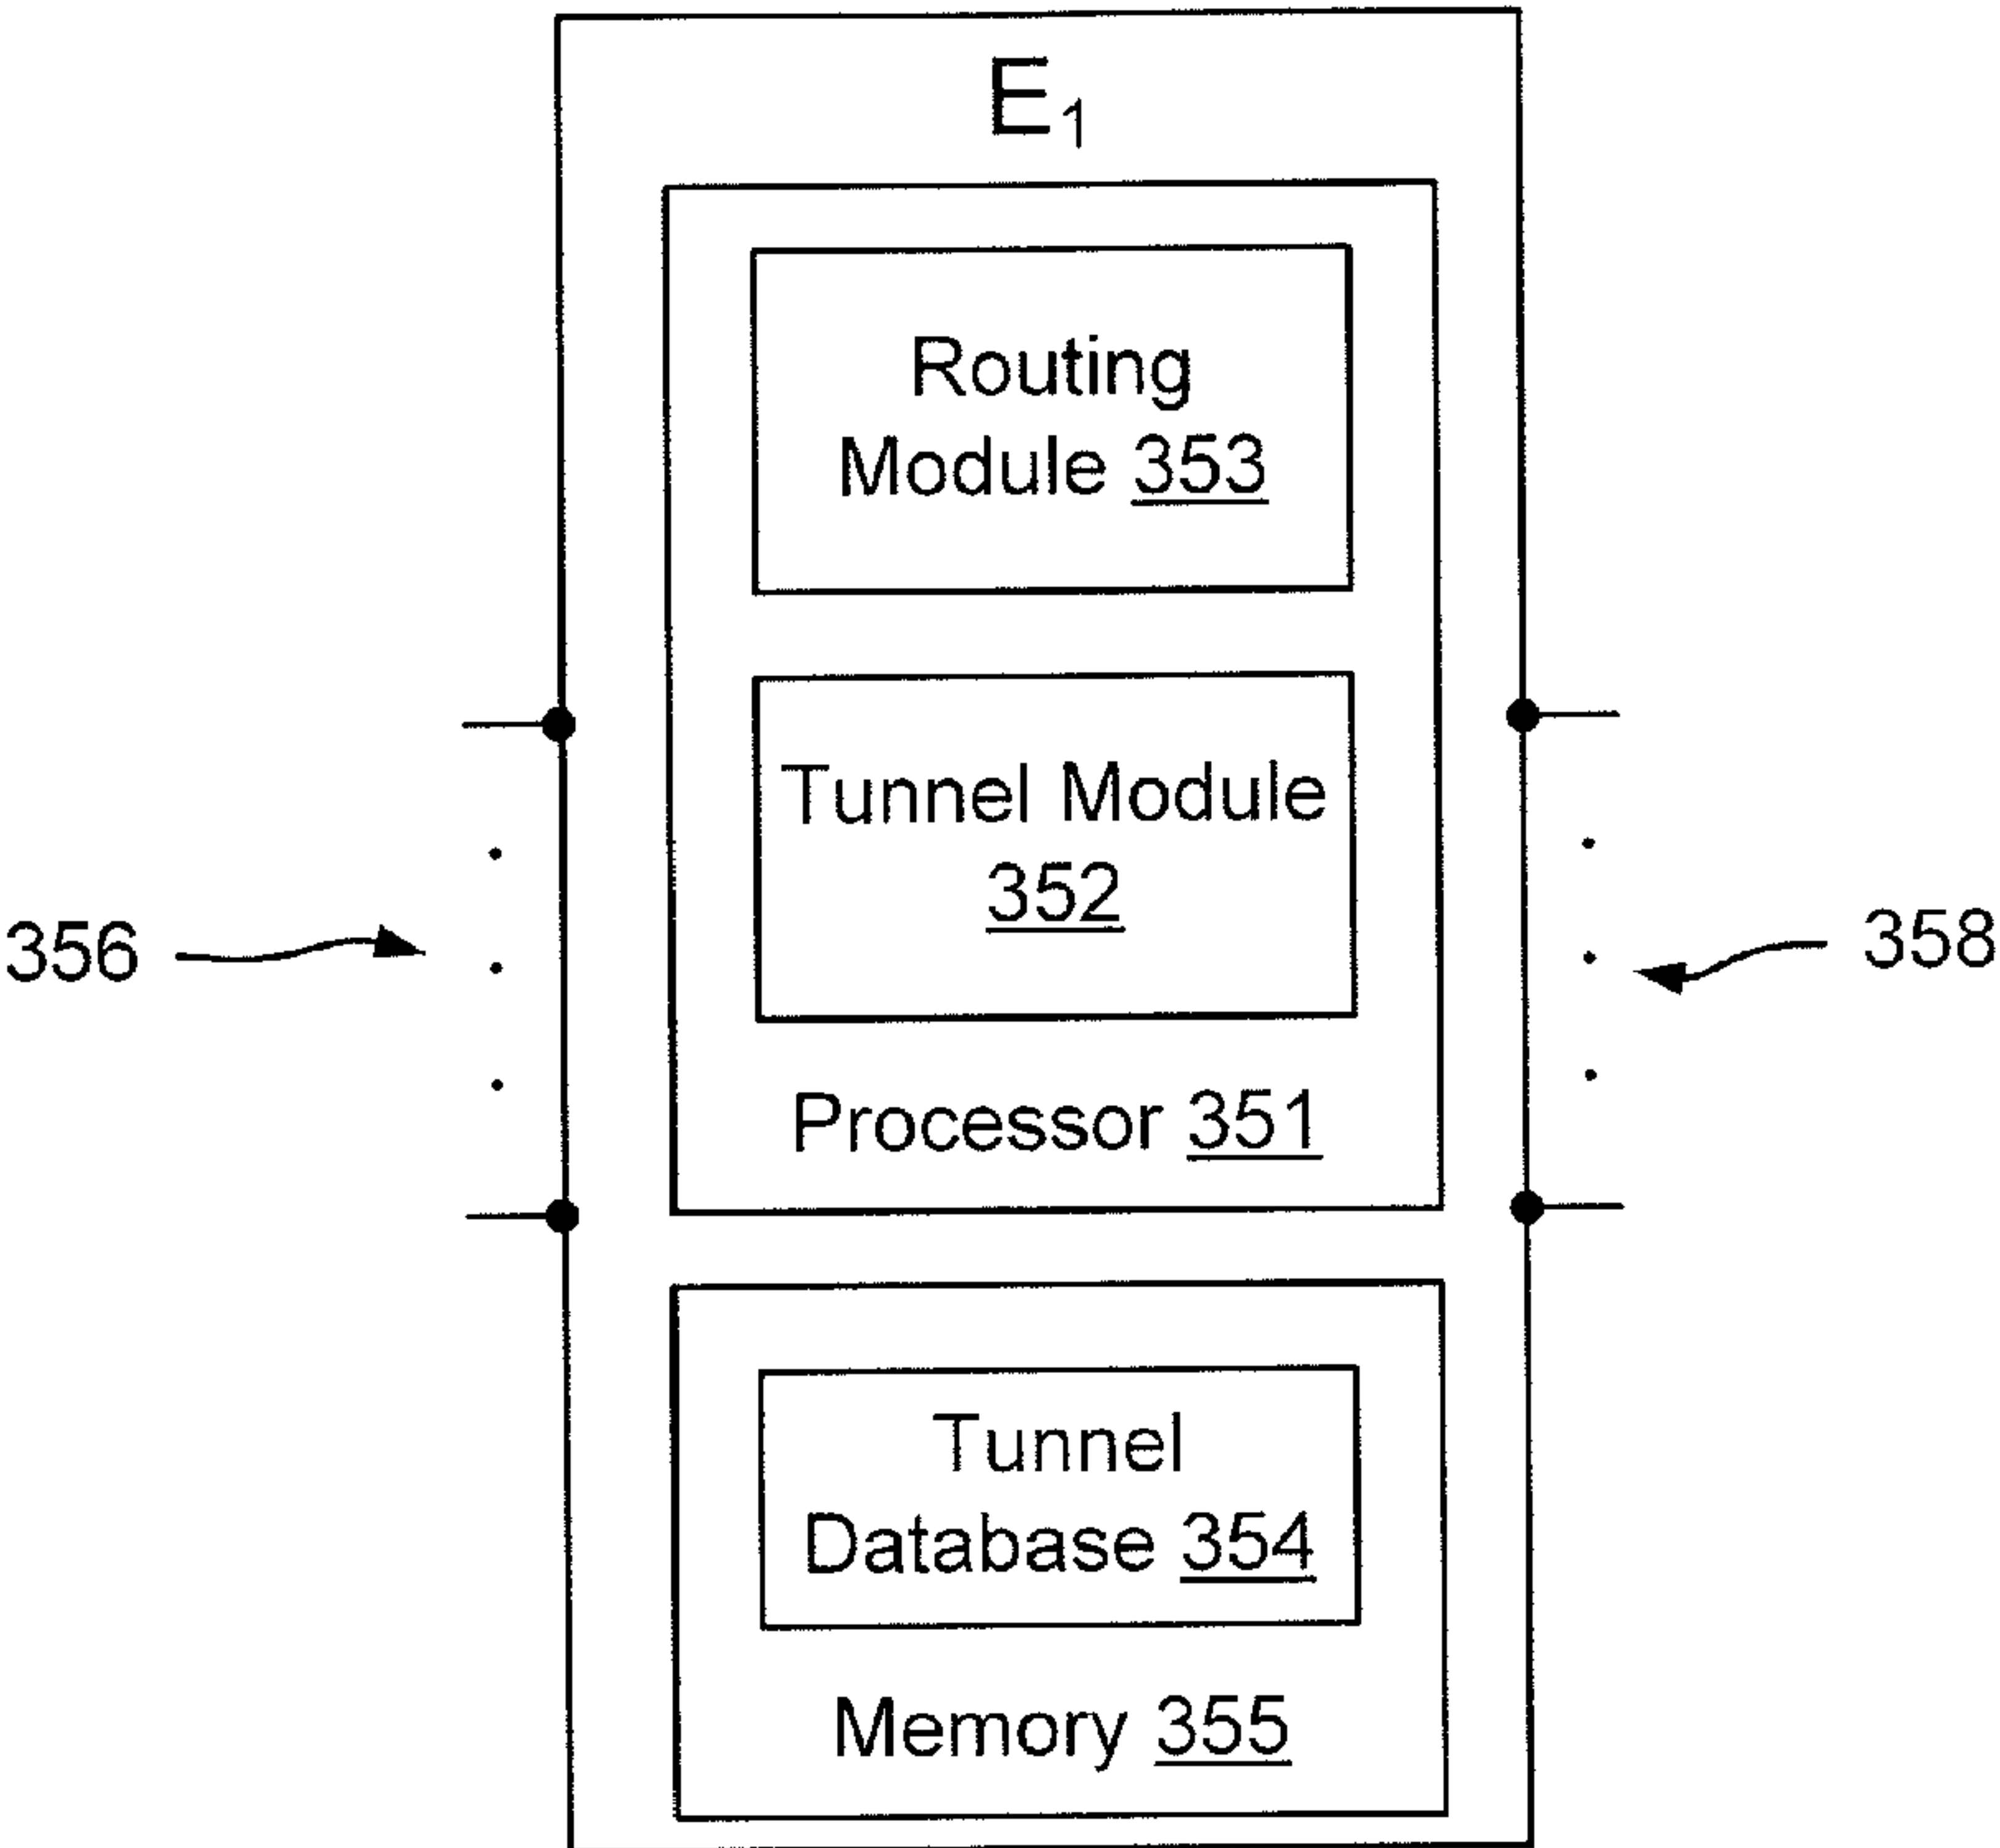 E₁
Routing
Module 353
Tunnel Module
352
356
358
Processor 351
Tunnel
Database 354
Memory 355